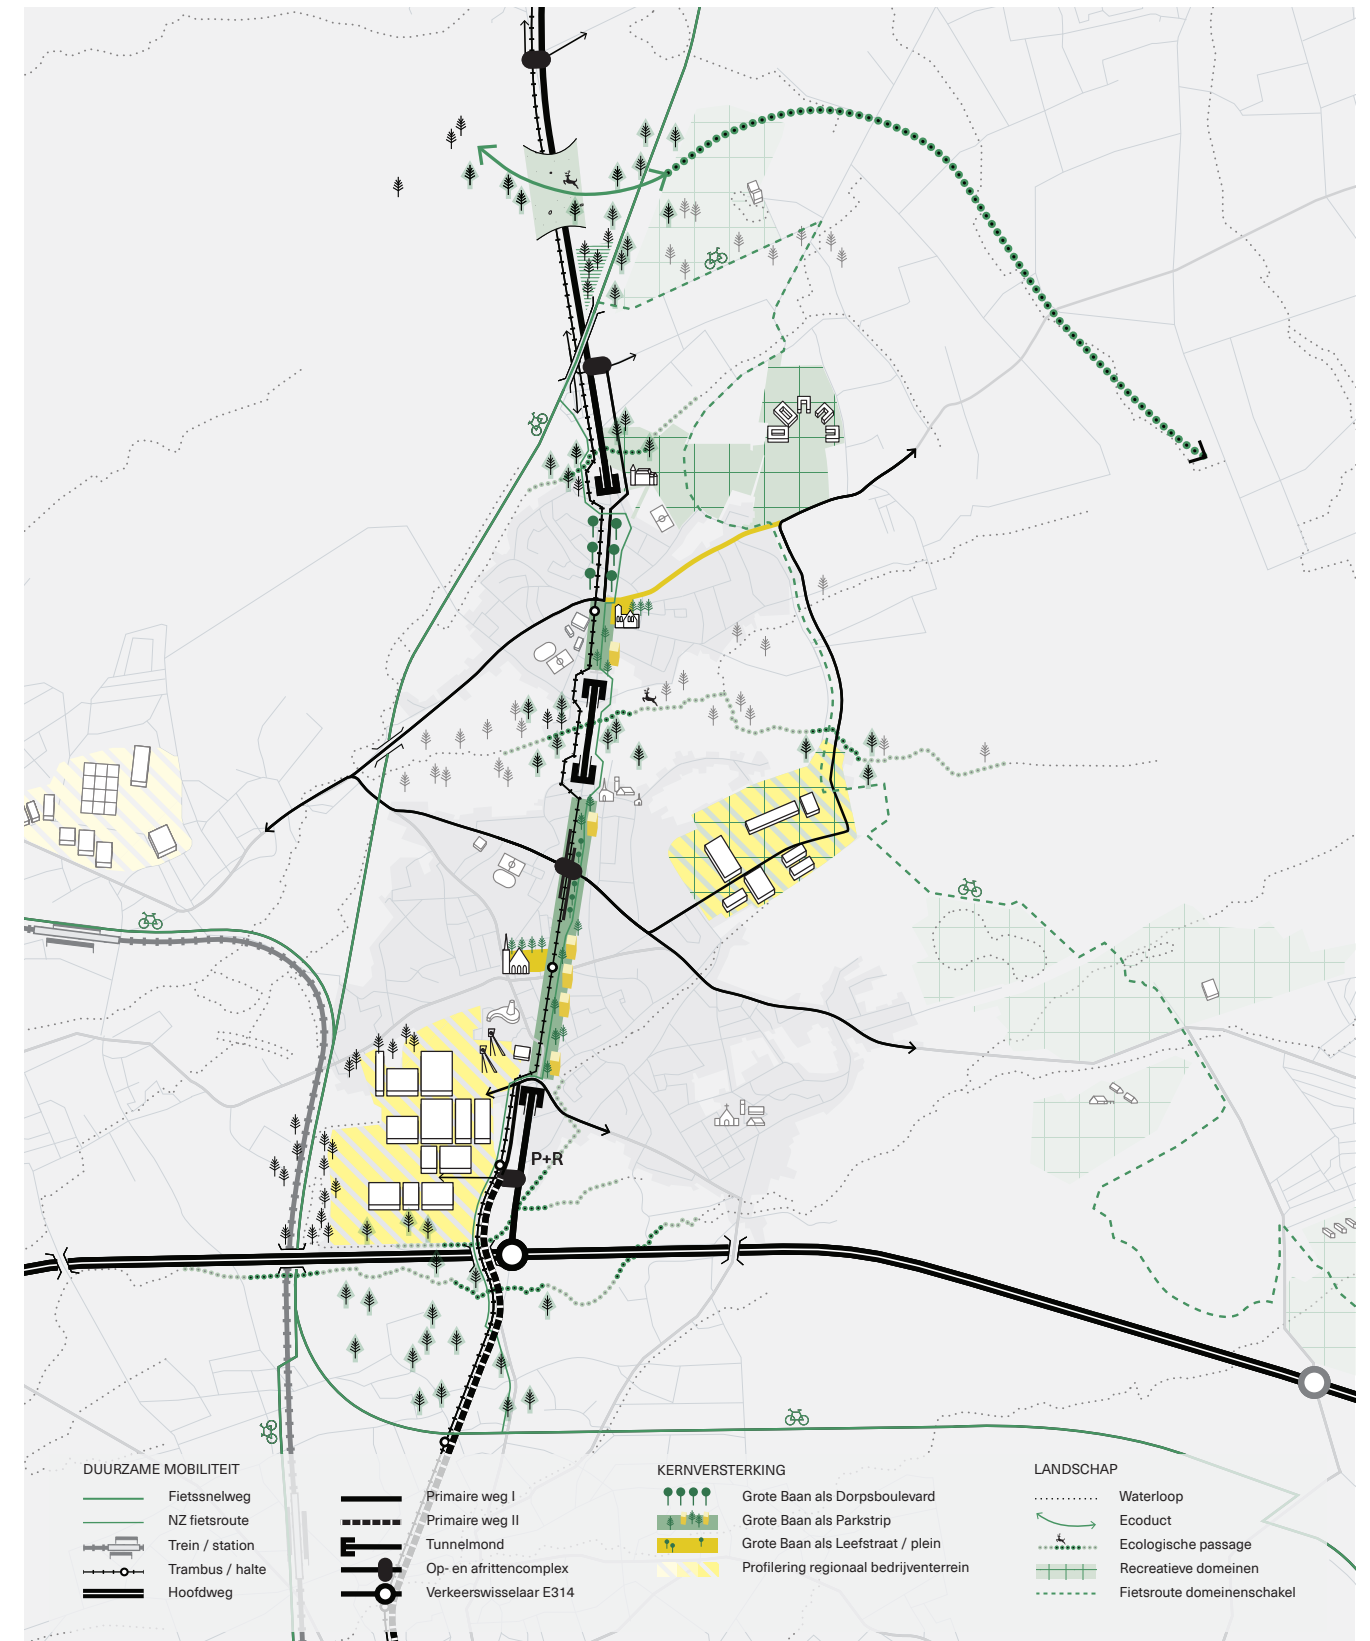 P+R
DUURZAME MOBILITEIT
Fietssnelweg
NZ fietsroute
Trein / station
Trambus / halte
Hoofdweg
Primaire weg I
Primaire weg II
Tunnelmond
Op- en afrittencomplex
Verkeerswisselaar E314
KERNVERSTERKING
Grote Baan als Dorpsboulevard
Grote Baan als Parkstrip
Grote Baan als Leefstraat / plein
Profilering regionaal bedrijventerrein
LANDSCHAP
Waterloop
Ecoduct
Ecologische passage
Recreatieve domeinen
Fietsroute domeinenschakel